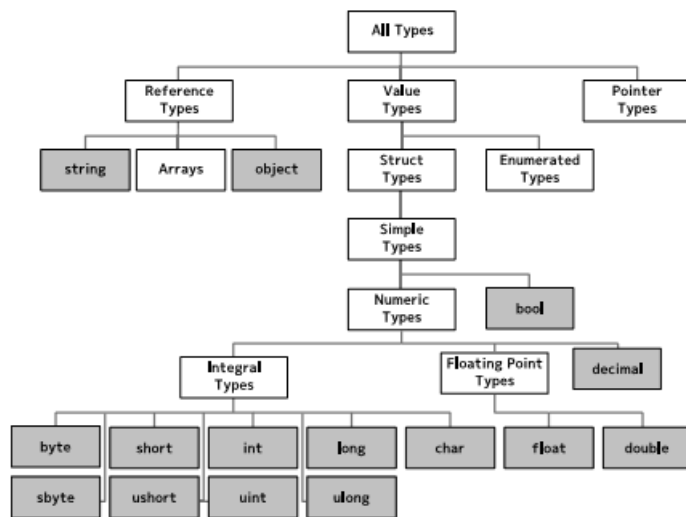 All Types
Reference
Types
Value
Types
Pointer
Types
string
Arrays
object
Struct
Types
Enumerated
Types
Simple
Types
Numeric
Types
bool
Integral
Types
Floating Point
Types
decimal
byte
short
int
long
char
float
double
sbyte
ushort
uint
ulong